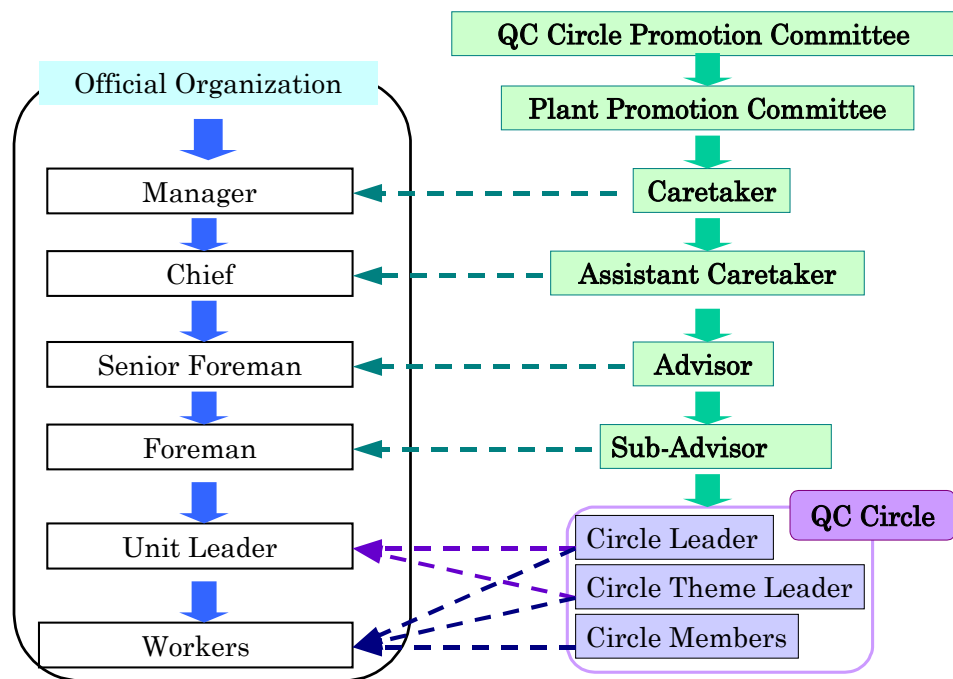 QC Circle Promotion Committee
Official Organization
Plant Promotion Committee
Manager
Caretaker
Chief
Assistant Caretaker
Senior Foreman
Advisor
Foreman
Sub-Advisor
QC Circle
Unit Leader
Circle Leader
Circle Theme Leader
Workers
Circle Members